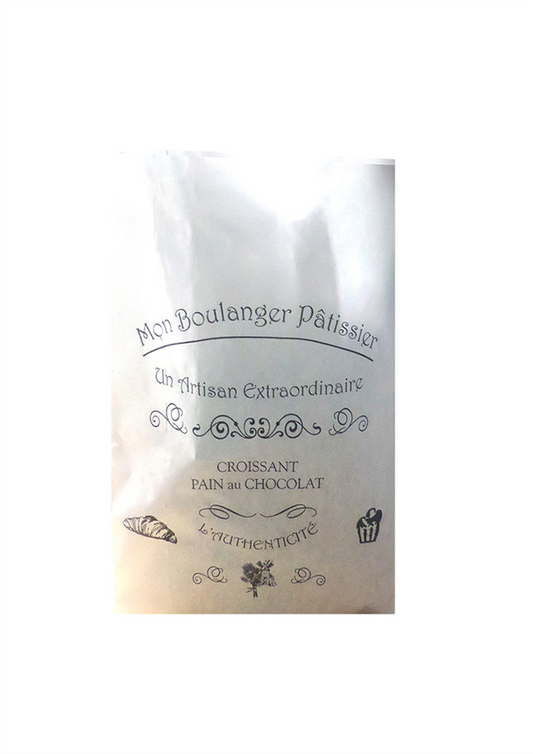 Mon Boulanger Pâtissier
Un Artisan Extraordinaire
CROISSANT
PAIN au CHOCOLAT
L'AUTHENTICITÉ